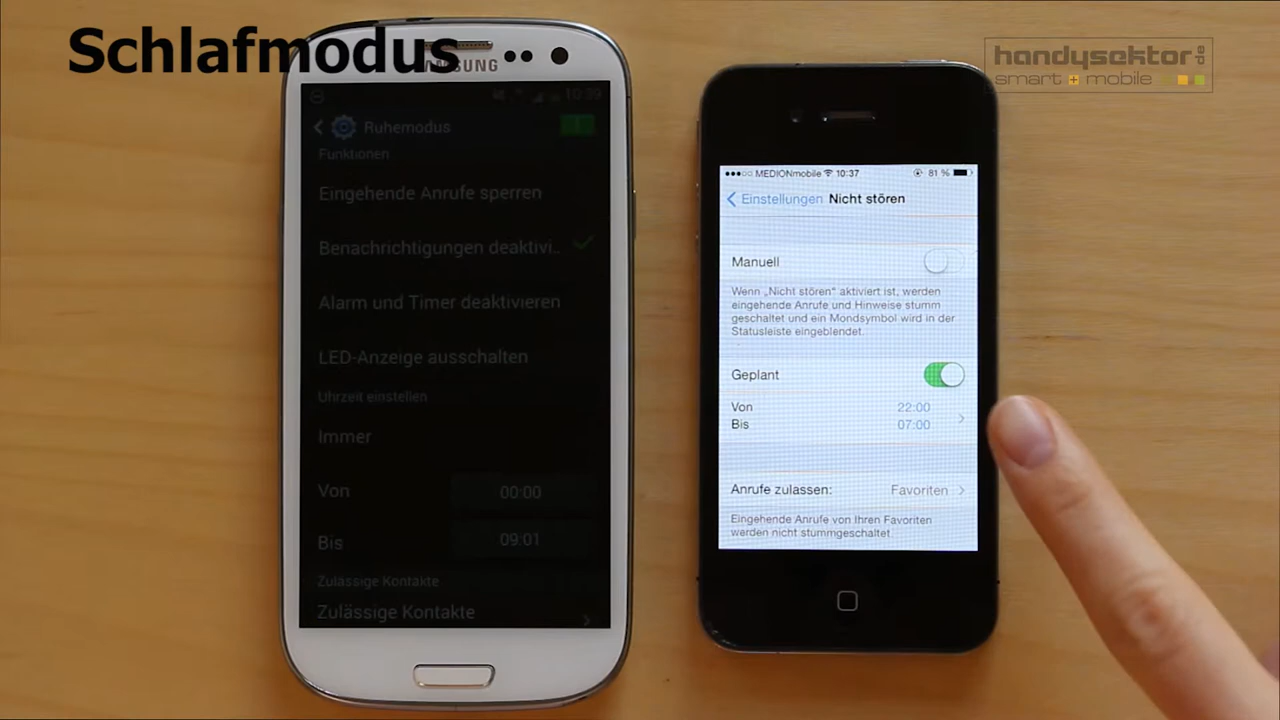 Schlafmodus
handysektor.de
smart + mobile
SAMSUNG
10:39
Ruhemodus
Funktionen
Eingehende Anrufe sperren
Benachrichtigungen deaktivi..
Alarm und Timer deaktivieren
LED-Anzeige ausschalten
Uhrzeit einstellen
Immer
Von 00:00
Bis 09:01
Zulässige Kontakte
Zulässige Kontakte
MEDIONmobile 10:37 81 %
Einstellungen Nicht stören
Manuell
Wenn „Nicht stören" aktiviert ist, werden
eingehende Anrufe und Hinweise stumm
geschaltet und ein Mondsymbol wird in der
Statusleiste eingeblendet.
Geplant
Von 22:00
Bis 07:00
Anrufe zulassen: Favoriten
Eingehende Anrufe von Ihren Favoriten
werden nicht stummgeschaltet.